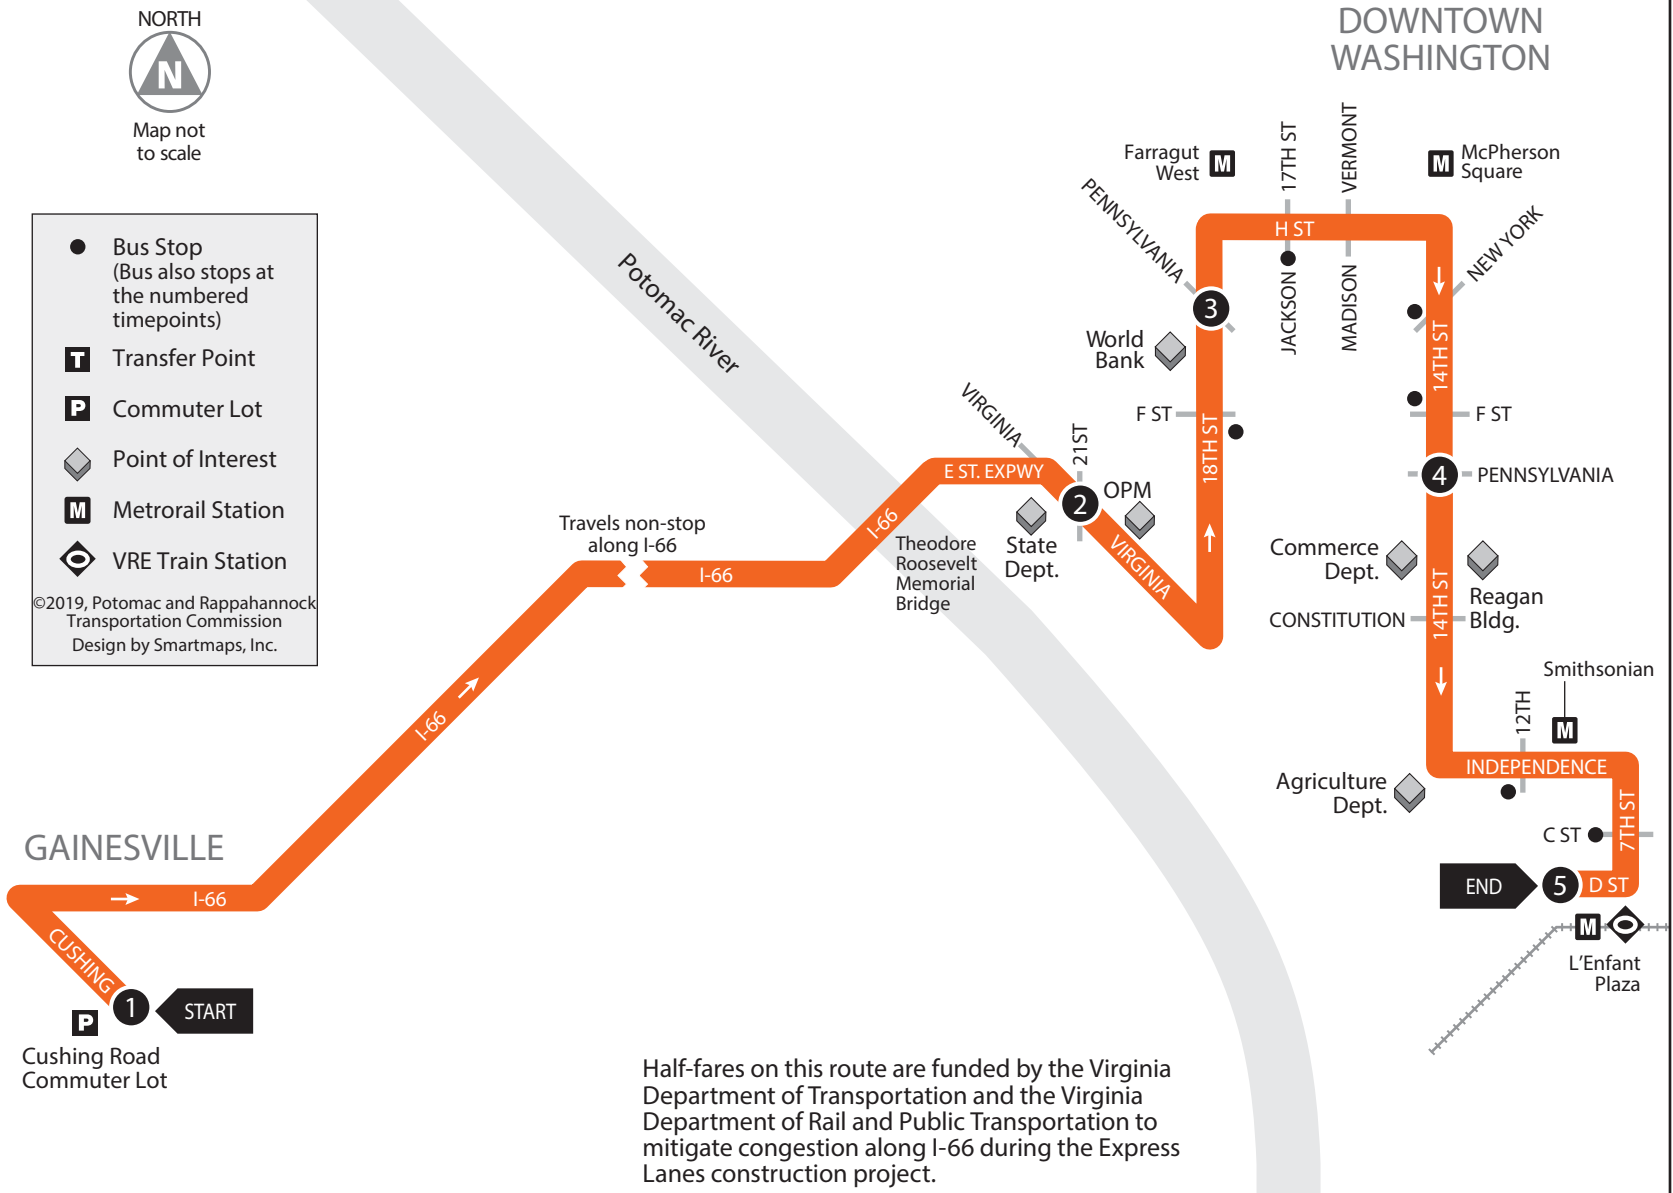 NORTH
N
Map not
to scale
DOWNTOWN
WASHINGTON
Bus Stop
(Bus also stops at
the numbered
timepoints)
T
Transfer Point
P
Commuter Lot
Point of Interest
M
Metrorail Station
VRE Train Station
©2019, Potomac and Rappahannock
Transportation Commission
Design by Smartmaps, Inc.
Potomac River
Farragut
West
M
17TH ST
VERMONT
M
McPherson
Square
PENNSYLVANIA
H ST
NEW YORK
3
JACKSON
MADISON
World
Bank
14TH ST
F ST
18TH ST
F ST
VIRGINIA
21ST
E ST. EXPWY
2
OPM
4
PENNSYLVANIA
Travels non-stop
along I-66
I-66
I-66
Theodore
Roosevelt
Memorial
Bridge
State
Dept.
VIRGINIA
Commerce
Dept.
14TH ST
Reagan
Bldg.
CONSTITUTION
Smithsonian
M
12TH
INDEPENDENCE
Agriculture
Dept.
7TH ST
C ST
END
5
D ST
M
L'Enfant
Plaza
I-66
GAINESVILLE
I-66
CUSHING
1
START
P
Cushing Road
Commuter Lot
Half-fares on this route are funded by the Virginia
Department of Transportation and the Virginia
Department of Rail and Public Transportation to
mitigate congestion along I-66 during the Express
Lanes construction project.